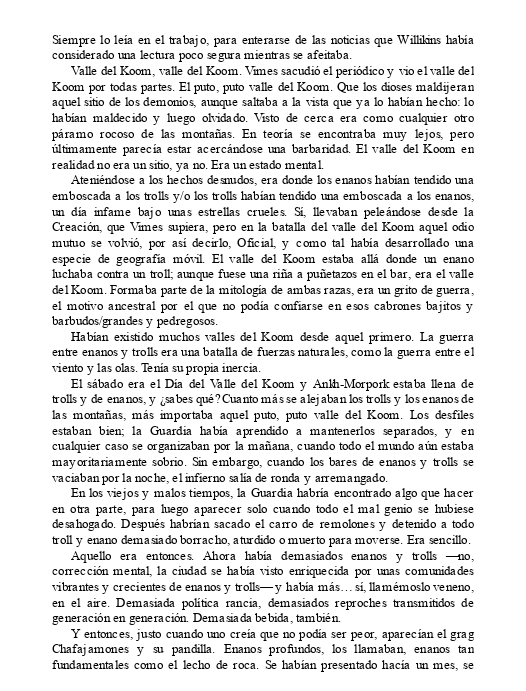 Siempre lo leía en el trabajo, para enterarse de las noticias que Willikins había
considerado una lectura poco segura mientras se afeitaba.
Valle del Koom, valle del Koom. Vimes sacudió el periódico y vio el valle del
Koom por todas partes. El puto, puto valle del Koom. Que los dioses maldijeran
aquel sitio de los demonios, aunque saltaba a la vista que ya lo habían hecho: lo
habían maldecido y luego olvidado. Visto de cerca era como cualquier otro
páramo rocoso de las montañas. En teoría se encontraba muy lejos, pero
últimamente parecía estar acercándose una barbaridad. El valle del Koom en
realidad no era un sitio, ya no. Era un estado mental.
Ateniéndose a los hechos desnudos, era donde los enanos habían tendido una
emboscada a los trolls y/o los trolls habían tendido una emboscada a los enanos,
un día infame bajo unas estrellas crueles. Sí, llevaban peleándose desde la
Creación, que Vimes supiera, pero en la batalla del valle del Koom aquel odio
mutuo se volvió, por así decirlo, Oficial, y como tal había desarrollado una
especie de geografía móvil. El valle del Koom estaba allá donde un enano
luchaba contra un troll; aunque fuese una riña a puñetazos en el bar, era el valle
del Koom. Formaba parte de la mitología de ambas razas, era un grito de guerra,
el motivo ancestral por el que no podía confiarse en esos cabrones bajitos y
barbudos/grandes y pedregosos.
Habían existido muchos valles del Koom desde aquel primero. La guerra
entre enanos y trolls era una batalla de fuerzas naturales, como la guerra entre el
viento y las olas. Tenía su propia inercia.
El sábado era el Día del Valle del Koom y Ankh-Morpork estaba llena de
trolls y de enanos, y ¿sabes qué? Cuanto más se alejaban los trolls y los enanos de
las montañas, más importaba aquel puto, puto valle del Koom. Los desfiles
estaban bien; la Guardia había aprendido a mantenerlos separados, y en
cualquier caso se organizaban por la mañana, cuando todo el mundo aún estaba
mayoritariamente sobrio. Sin embargo, cuando los bares de enanos y trolls se
vaciaban por la noche, el infierno salía de ronda y arremangado.
En los viejos y malos tiempos, la Guardia habría encontrado algo que hacer
en otra parte, para luego aparecer solo cuando todo el mal genio se hubiese
desahogado. Después habrían sacado el carro de remolones y detenido a todo
troll y enano demasiado borracho, aturdido o muerto para moverse. Era sencillo.
Aquello era entonces. Ahora había demasiados enanos y trolls —no,
corrección mental, la ciudad se había visto enriquecida por unas comunidades
vibrantes y crecientes de enanos y trolls— y había más… sí, llamémoslo veneno,
en el aire. Demasiada política rancia, demasiados reproches transmitidos de
generación en generación. Demasiada bebida, también.
Y entonces, justo cuando uno creía que no podía ser peor, aparecían el grag
Chafajamones y su pandilla. Enanos profundos, los llamaban, enanos tan
fundamentales como el lecho de roca. Se habían presentado hacía un mes, se